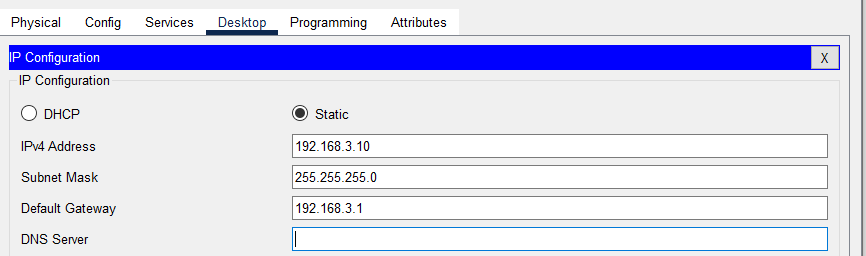 Physical Config Services Desktop Programming Attributes
IP Configuration X
IP Configuration
DHCP Static
IPv4 Address 192.168.3.10
Subnet Mask 255.255.255.0
Default Gateway 192.168.3.1
DNS Server